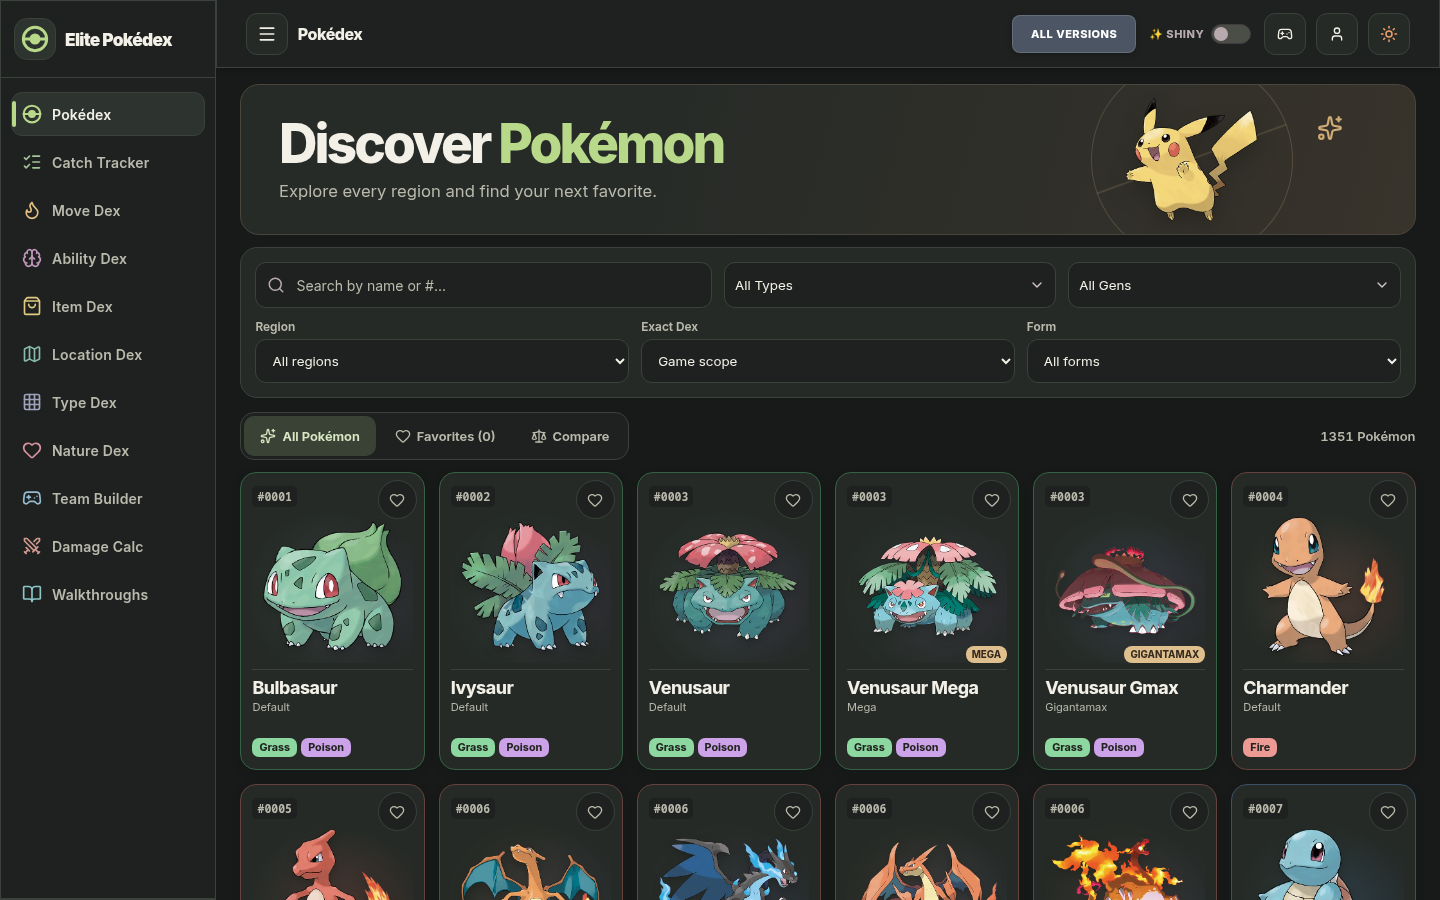 Elite Pokédex
Pokédex
ALL VERSIONS
✨ SHINY
Pokédex
Catch Tracker
Move Dex
Ability Dex
Item Dex
Location Dex
Type Dex
Nature Dex
Team Builder
Damage Calc
Walkthroughs
Discover Pokémon
Explore every region and find your next favorite.
Search by name or #...
All Types
All Gens
Region
Exact Dex
Form
All regions
Game scope
All forms
All Pokémon
Favorites (0)
Compare
1351 Pokémon
#0001
Bulbasaur
Default
Grass Poison
#0002
Ivysaur
Default
Grass Poison
#0003
Venusaur
Default
Grass Poison
#0003
MEGA
Venusaur Mega
Mega
Grass Poison
#0003
GIGANTAMAX
Venusaur Gmax
Gigantamax
Grass Poison
#0004
Charmander
Default
Fire
#0005
#0006
#0006
#0006
#0006
#0007